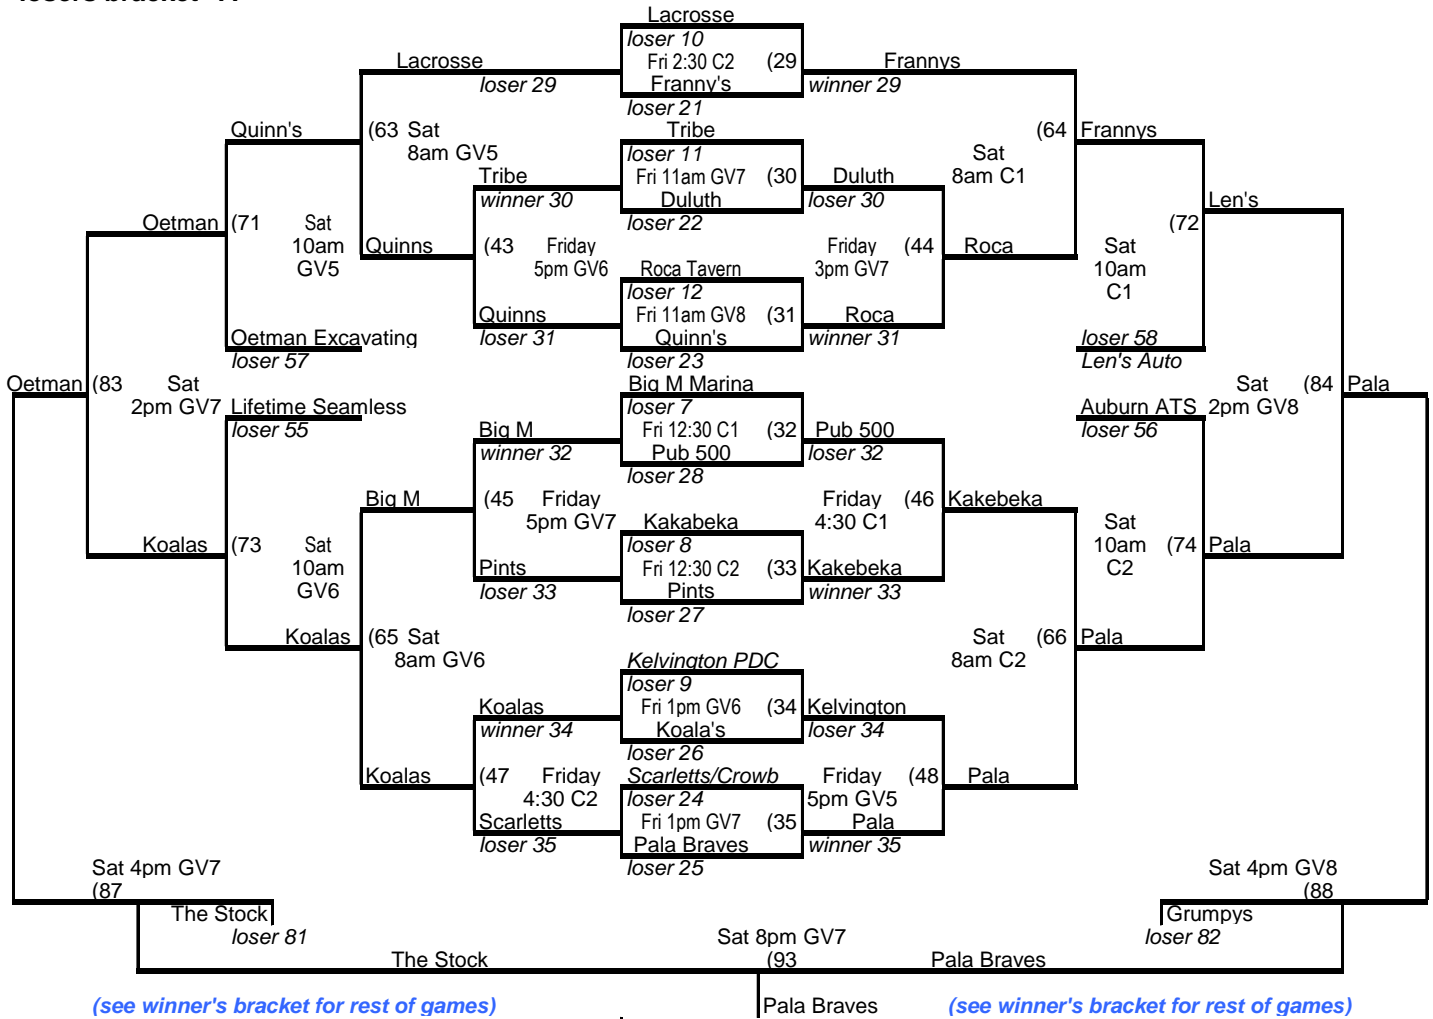 Lacrosse
loser 10
Lacrosse Fri 2:30 C2 (29 Frannys
loser 29 Franny's winner 29
loser 21
Quinn's (63 Sat Tribe (64 Frannys
8am GV5 loser 11 Sat
Tribe Fri 11am GV7 (30 Duluth 8am C1
winner 30 Duluth loser 30 Len's
Oetman (71 Sat loser 22 (72
10am Quinns (43 Friday Friday (44 Roca Sat
GV5 5pm GV6 Roca Tavern 3pm GV7 10am
loser 12 C1
Quinns Fri 11am GV8 (31 Roca
Oetman Excavating loser 31 Quinn's winner 31 loser 58
loser 57 loser 23 Len's Auto
Oetman (83 Sat Big M Marina Sat (84 Pala
2pm GV7 Lifetime Seamless loser 7 Auburn ATS 2pm GV8
loser 55 Big M Fri 12:30 C1 (32 Pub 500 loser 56
winner 32 Pub 500 loser 32
loser 28
Big M (45 Friday Friday (46 Kakebeka
5pm GV7 Kakabeka 4:30 C1 Sat
Koalas (73 Sat loser 8 10am (74 Pala
10am Pints Fri 12:30 C2 (33 Kakebeka C2
GV6 loser 33 Pints winner 33
loser 27
Koalas (65 Sat Sat (66 Pala
8am GV6 Kelvington PDC 8am C2
loser 9
Koalas Fri 1pm GV6 (34 Kelvington
winner 34 Koala's loser 34
loser 26
Koalas (47 Friday Scarletts/Crowb Friday (48 Pala
4:30 C2 loser 24 5pm GV5
Scarletts Fri 1pm GV7 (35 Pala
loser 35 Pala Braves winner 35
Sat 4pm GV7 loser 25 Sat 4pm GV8
(87 (88
The Stock Grumpys
loser 81 Sat 8pm GV7 loser 82
The Stock (93 Pala Braves
(see winner's bracket for rest of games) Pala Braves (see winner's bracket for rest of games)